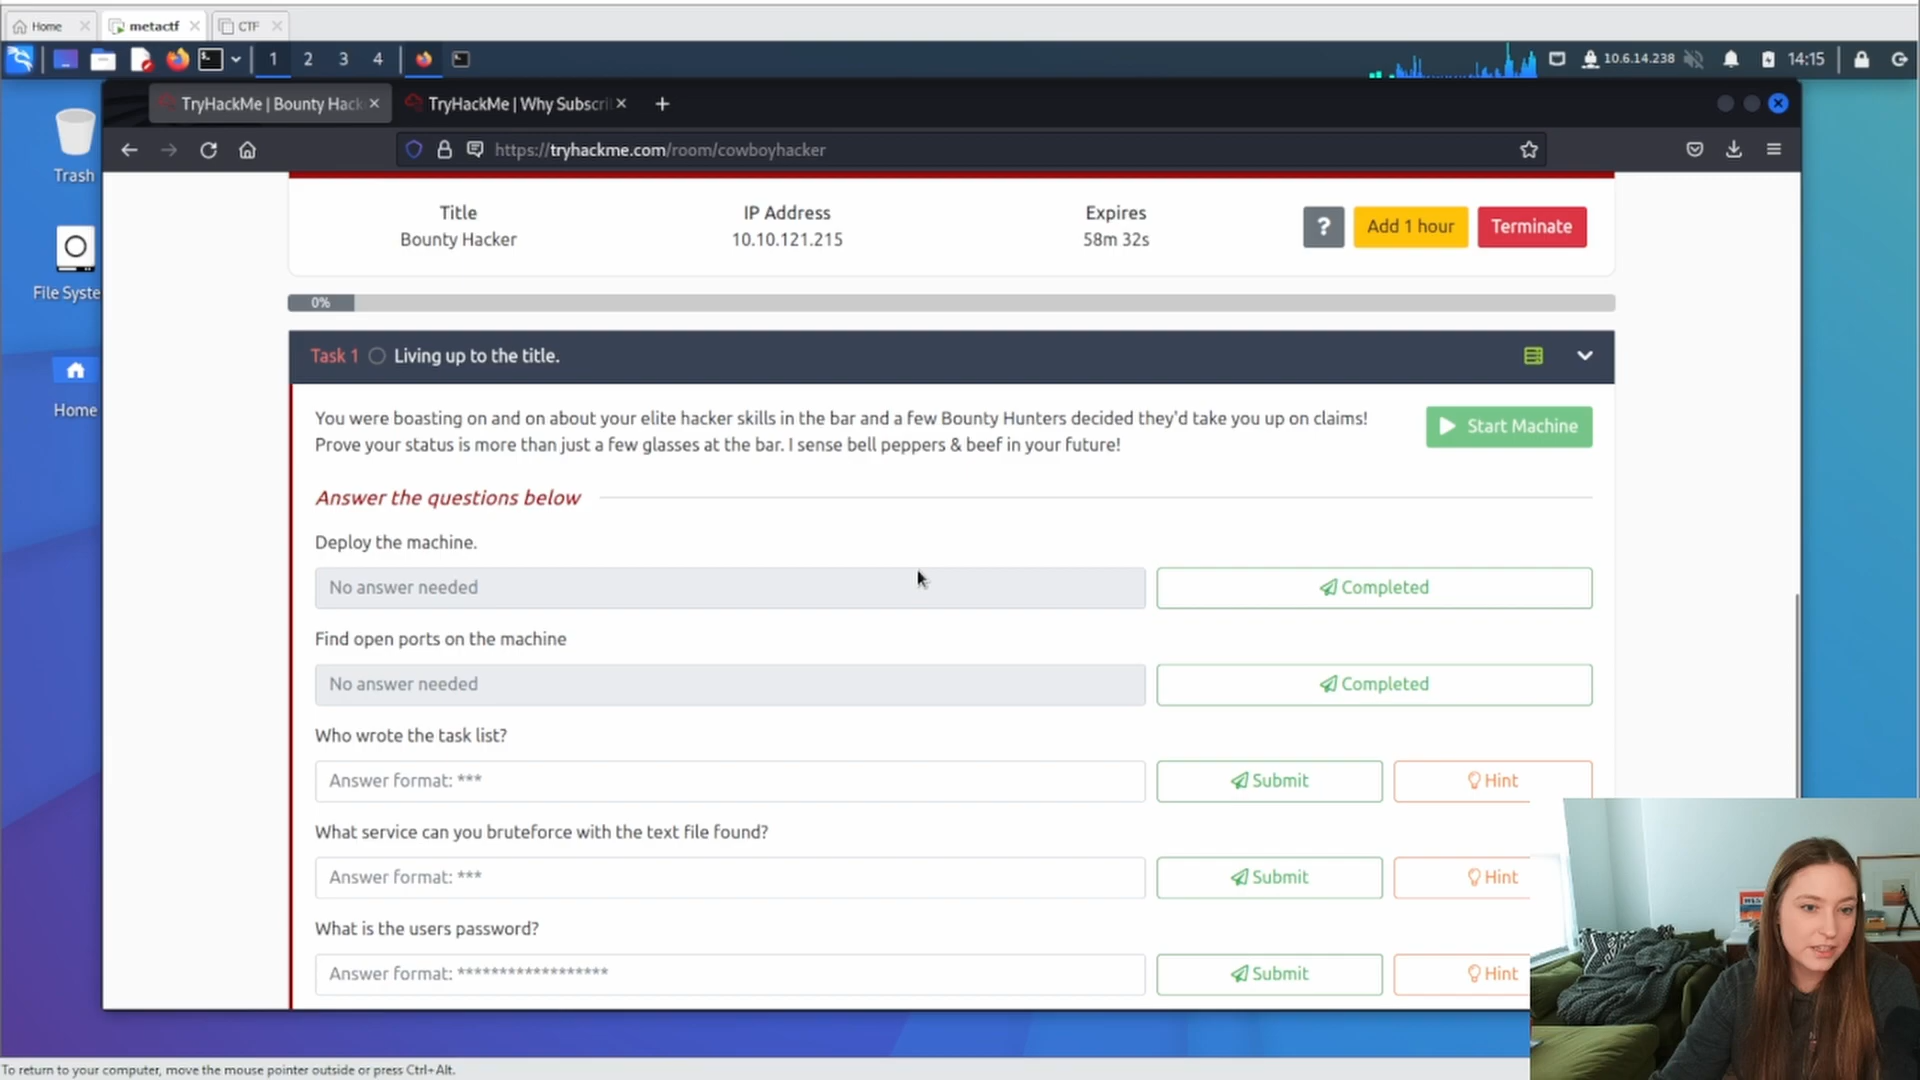 Home
metactf
CTF
1 2 3 4
10.6.14.238
14:15
TryHackMe | Bounty Hack
TryHackMe | Why Subscri
https://tryhackme.com/room/cowboyhacker
Trash
File Syste
Home
Title
Bounty Hacker
IP Address
10.10.121.215
Expires
58m 32s
?
Add 1 hour
Terminate
0%
Task 1
Living up to the title.
You were boasting on and on about your elite hacker skills in the bar and a few Bounty Hunters decided they'd take you up on claims!
Prove your status is more than just a few glasses at the bar. I sense bell peppers & beef in your future!
Start Machine
Answer the questions below
Deploy the machine.
No answer needed
Completed
Find open ports on the machine
No answer needed
Completed
Who wrote the task list?
Answer format: ***
Submit
Hint
What service can you bruteforce with the text file found?
Answer format: ***
Submit
Hint
What is the users password?
Answer format: ******************
Submit
Hint
To return to your computer, move the mouse pointer outside or press Ctrl+Alt.